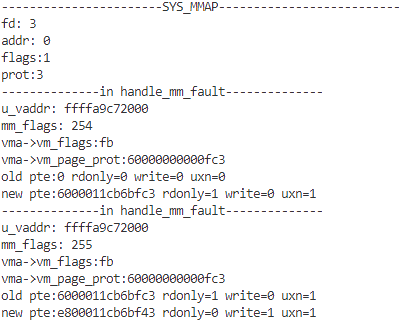 -----------------------SYS_MMAP--------------------------
fd: 3
addr: 0
flags:1
prot:3
--------------in handle_mm_fault--------------
u_vaddr: ffffa9c72000
mm_flags: 254
vma->vm_flags:fb
vma->vm_page_prot:60000000000fc3
old pte:0 rdonly=0 write=0 uxn=0
new pte:6000011cb6bfc3 rdonly=1 write=0 uxn=1
--------------in handle_mm_fault--------------
u_vaddr: ffffa9c72000
mm_flags: 255
vma->vm_flags:fb
vma->vm_page_prot:60000000000fc3
old pte:6000011cb6bfc3 rdonly=1 write=0 uxn=1
new pte:e800011cb6bf43 rdonly=0 write=1 uxn=1